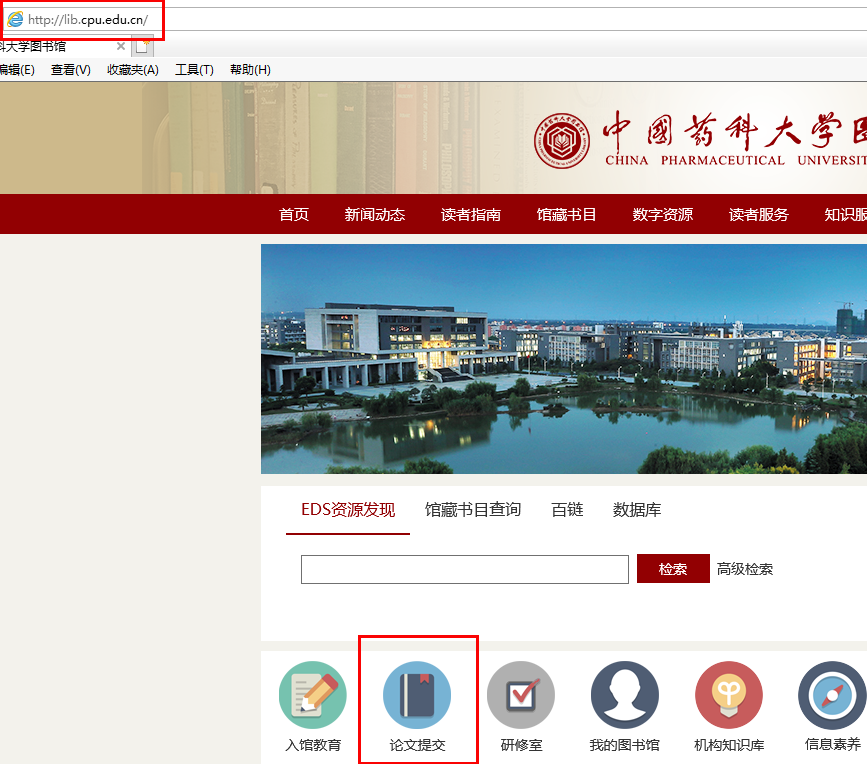 http://lib.cpu.edu.cn/
科大学图书馆
编辑(E) 查看(V) 收藏夹(A) 工具(T) 帮助(H)
中国药科大学图
CHINA PHARMACEUTICAL UNIVERSIT
首页 新闻动态 读者指南 馆藏书目 数字资源 读者服务 知识服
EDS资源发现 馆藏书目查询 百链 数据库
检索 高级检索
入馆教育 论文提交 研修室 我的图书馆 机构知识库 信息素养